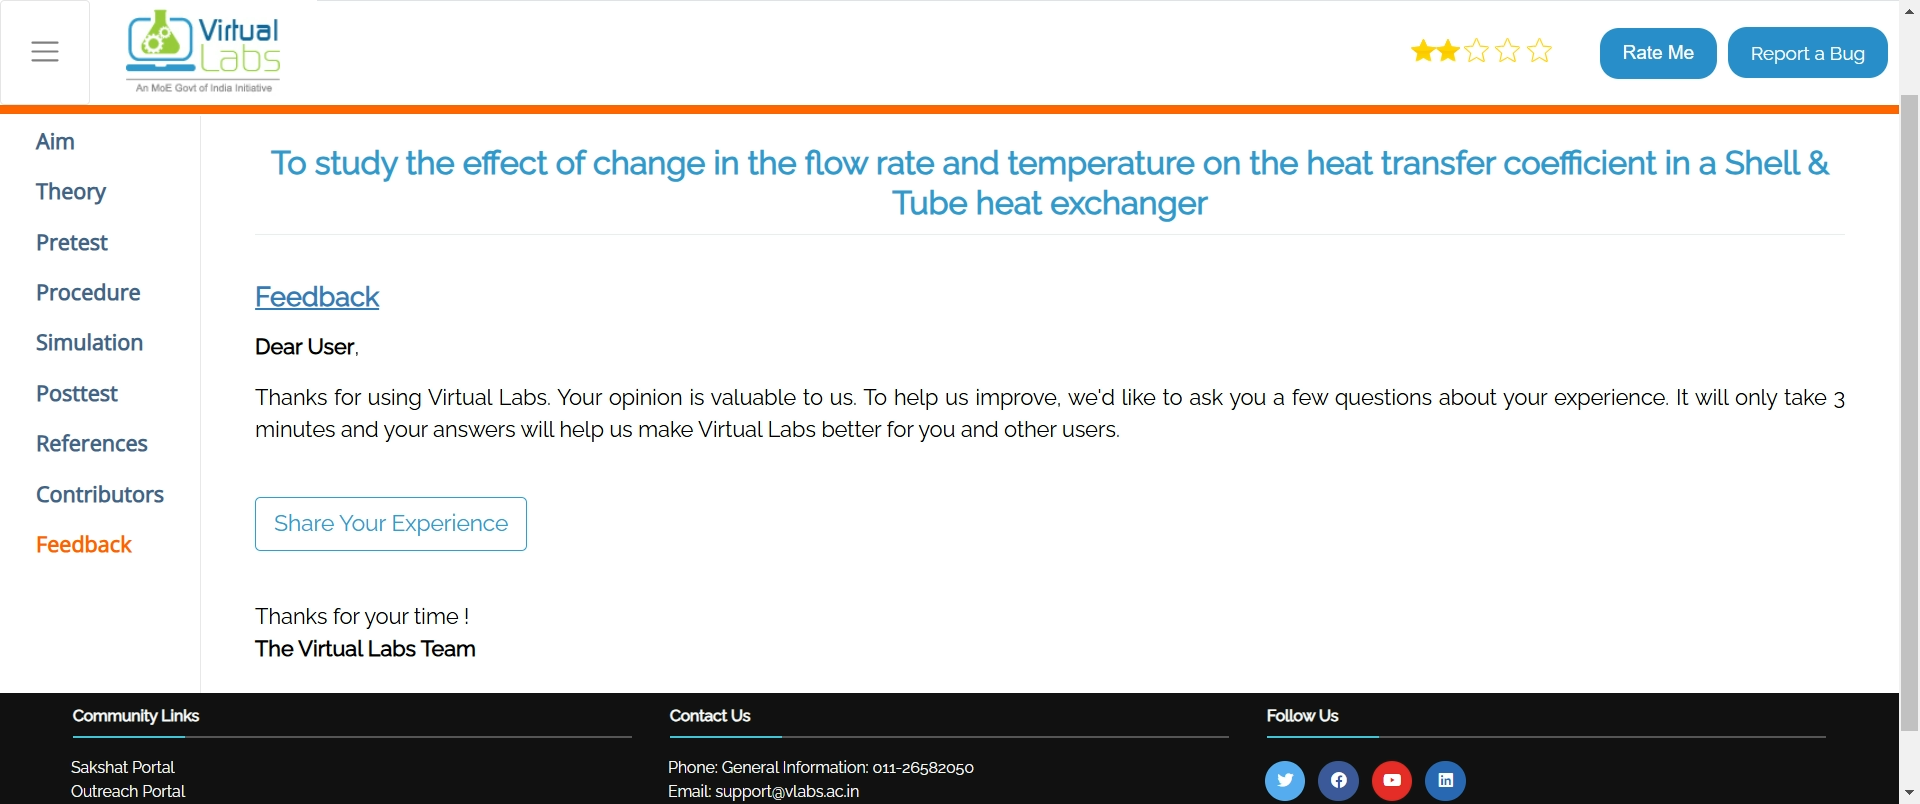 Virtual
Labs
An MoE Govt of India Initiative
Rate Me
Report a Bug
Aim
Theory
Pretest
Procedure
Simulation
Posttest
References
Contributors
Feedback
To study the effect of change in the flow rate and temperature on the heat transfer coefficient in a Shell &
Tube heat exchanger
Feedback
Dear User,
Thanks for using Virtual Labs. Your opinion is valuable to us. To help us improve, we'd like to ask you a few questions about your experience. It will only take 3
minutes and your answers will help us make Virtual Labs better for you and other users.
Share Your Experience
Thanks for your time !
The Virtual Labs Team
Community Links
Sakshat Portal
Outreach Portal
Contact Us
Phone: General Information: 011-26582050
Email: support@vlabs.ac.in
Follow Us